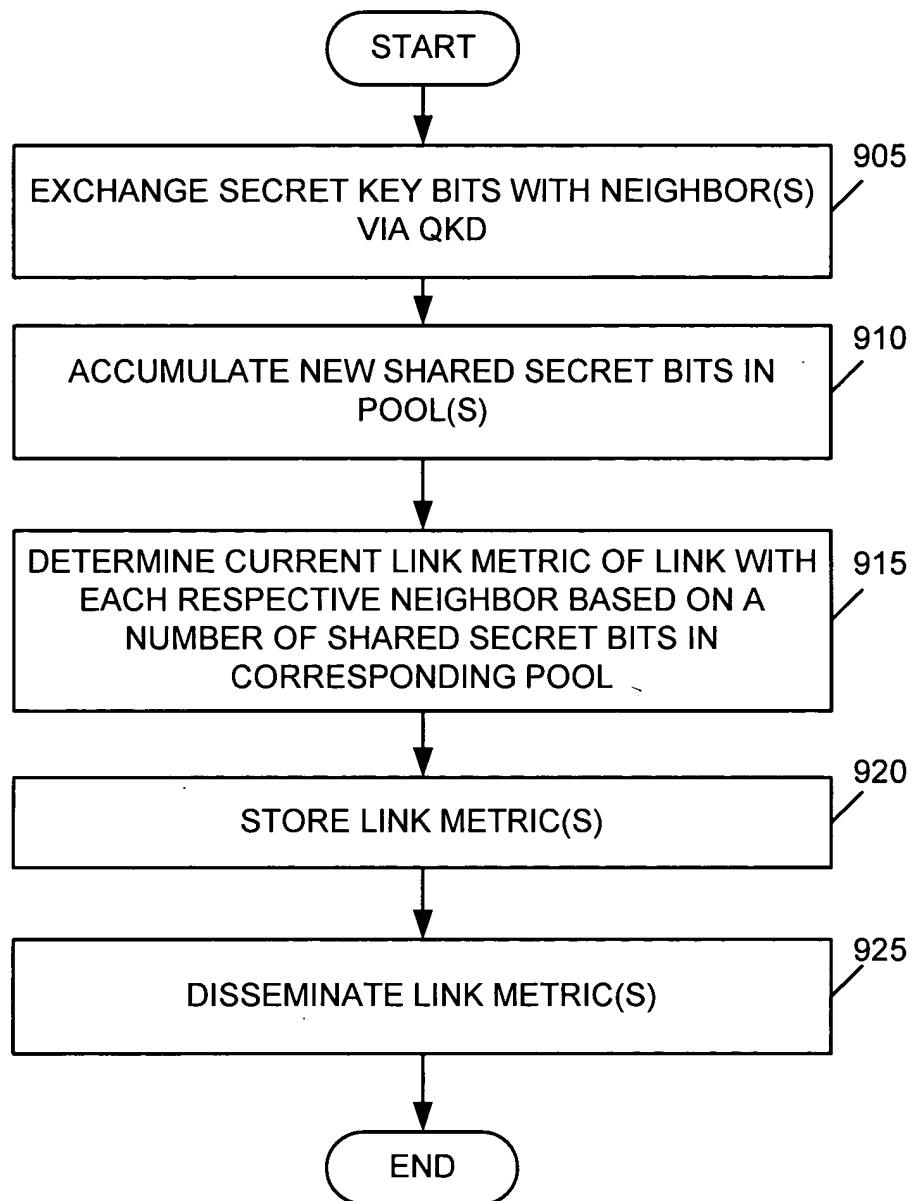 START
905
EXCHANGE SECRET KEY BITS WITH NEIGHBOR(S)
VIA QKD
910
ACCUMULATE NEW SHARED SECRET BITS IN
POOL(S)
915
DETERMINE CURRENT LINK METRIC OF LINK WITH
EACH RESPECTIVE NEIGHBOR BASED ON A
NUMBER OF SHARED SECRET BITS IN
CORRESPONDING POOL
920
STORE LINK METRIC(S)
925
DISSEMINATE LINK METRIC(S)
END